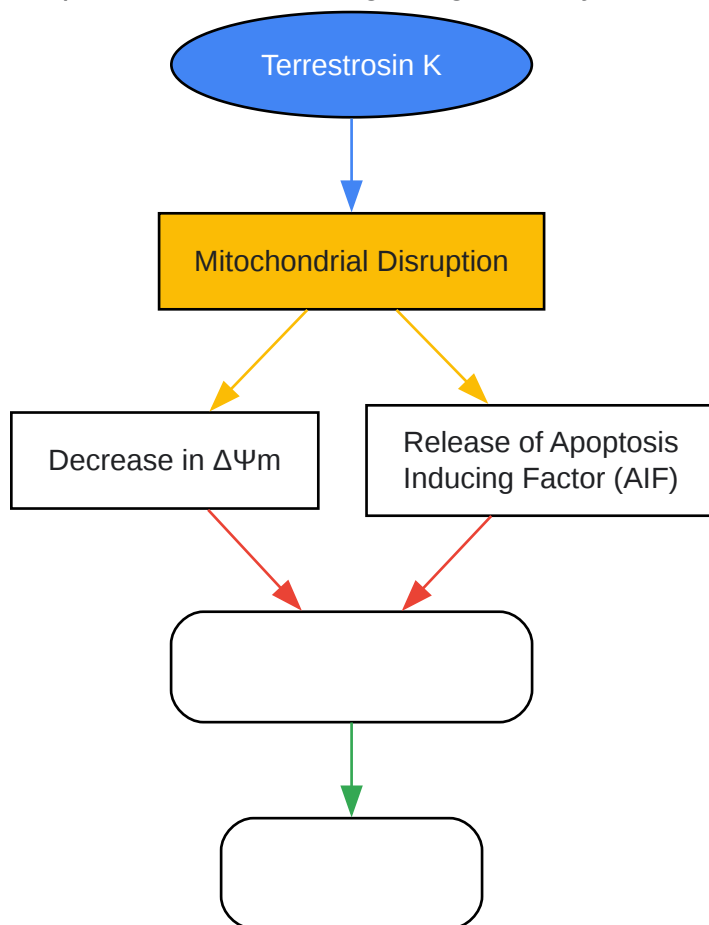 Terrestrosin K
Mitochondrial Disruption
Decrease in ΔΨm
Release of Apoptosis
Inducing Factor (AIF)